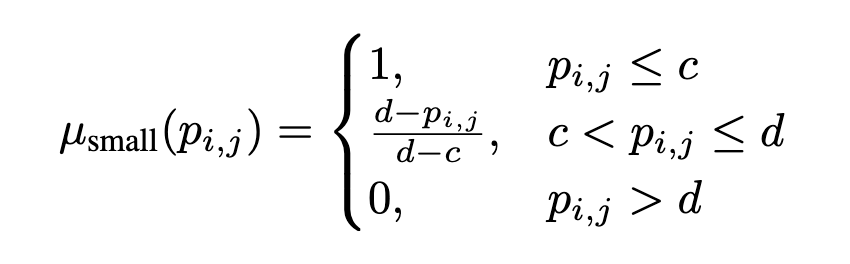 μ_small(p_{i,j}) = { 1, p_{i,j} ≤ c
(d−p_{i,j})/(d−c), c < p_{i,j} ≤ d
0, p_{i,j} > d